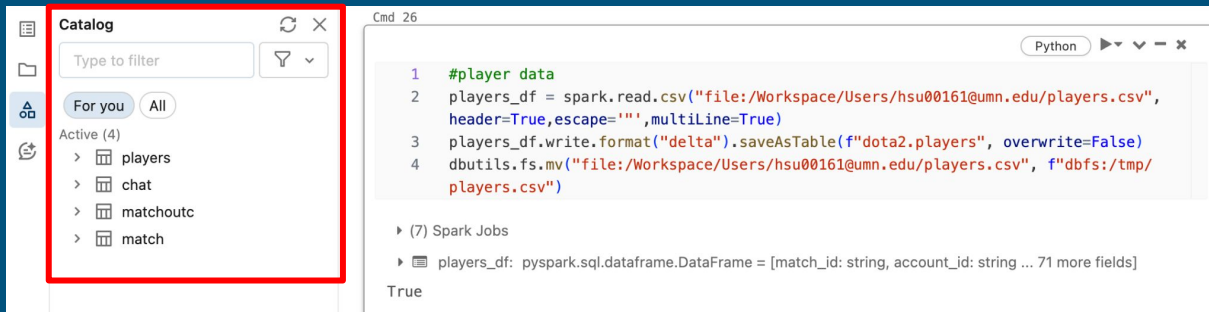 Catalog
Type to filter
For you
All
Active (4)
players
chat
matchoutc
match
Cmd 26
Python
1 #player data
2 players_df = spark.read.csv("file:/Workspace/Users/hsu00161@umn.edu/players.csv",
header=True,escape='"',multiLine=True)
3 players_df.write.format("delta").saveAsTable(f"dota2.players", overwrite=False)
4 dbutils.fs.mv("file:/Workspace/Users/hsu00161@umn.edu/players.csv", f"dbfs:/tmp/
players.csv")
(7) Spark Jobs
players_df: pyspark.sql.dataframe.DataFrame = [match_id: string, account_id: string ... 71 more fields]
True